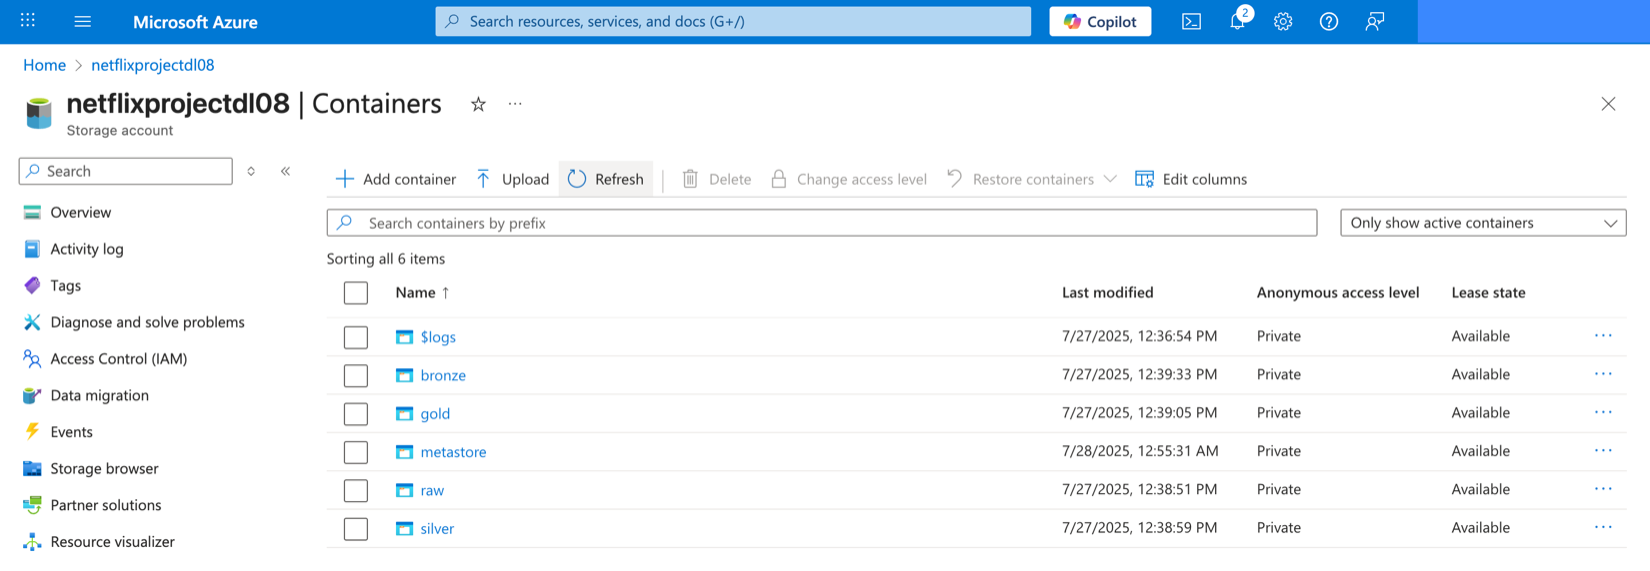 Microsoft Azure
Search resources, services, and docs (G+/)
Copilot
2
Home > netflixprojectdl08
netflixprojectdl08 | Containers
Storage account
Search
Add container
Upload
Refresh
Delete
Change access level
Restore containers
Edit columns
Search containers by prefix
Only show active containers
Sorting all 6 items
Name ↑ Last modified Anonymous access level Lease state
$logs 7/27/2025, 12:36:54 PM Private Available
bronze 7/27/2025, 12:39:33 PM Private Available
gold 7/27/2025, 12:39:05 PM Private Available
metastore 7/28/2025, 12:55:31 AM Private Available
raw 7/27/2025, 12:38:51 PM Private Available
silver 7/27/2025, 12:38:59 PM Private Available
Overview
Activity log
Tags
Diagnose and solve problems
Access Control (IAM)
Data migration
Events
Storage browser
Partner solutions
Resource visualizer